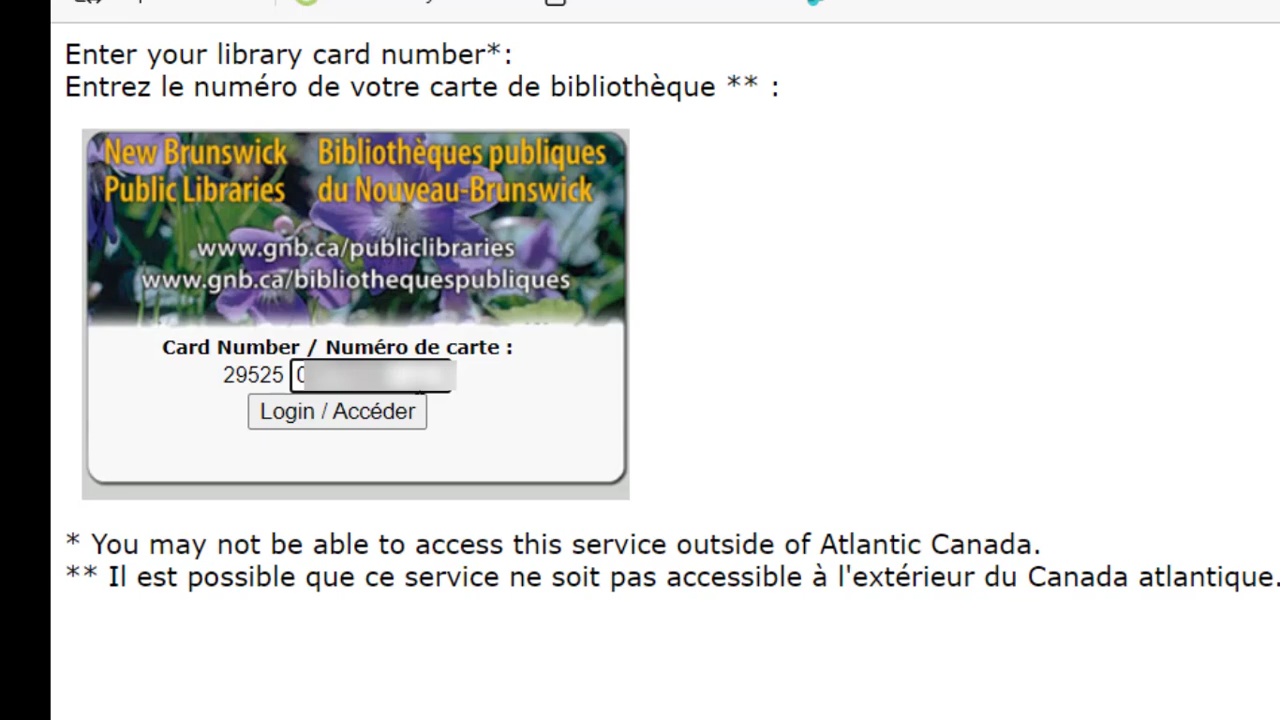 Enter your library card number*:
Entrez le numéro de votre carte de bibliothèque ** :
New Brunswick Bibliothèques publiques
Public Libraries du Nouveau-Brunswick
www.gnb.ca/publiclibraries
www.gnb.ca/bibliothequespubliques
Card Number / Numéro de carte :
29525 0
Login / Accéder
* You may not be able to access this service outside of Atlantic Canada.
** Il est possible que ce service ne soit pas accessible à l'extérieur du Canada atlantique.